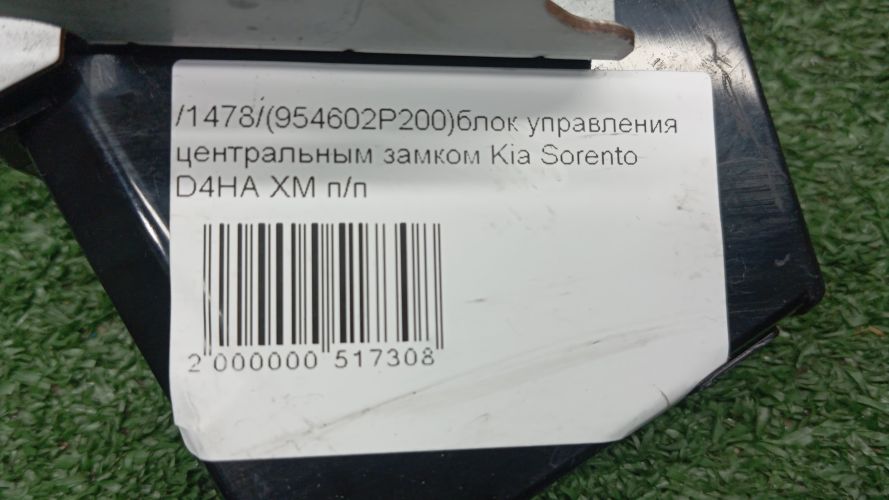 /1478/(954602P200)блок управления
центральным замком Kia Sorento
D4HA XM п/п
2 000000 517308